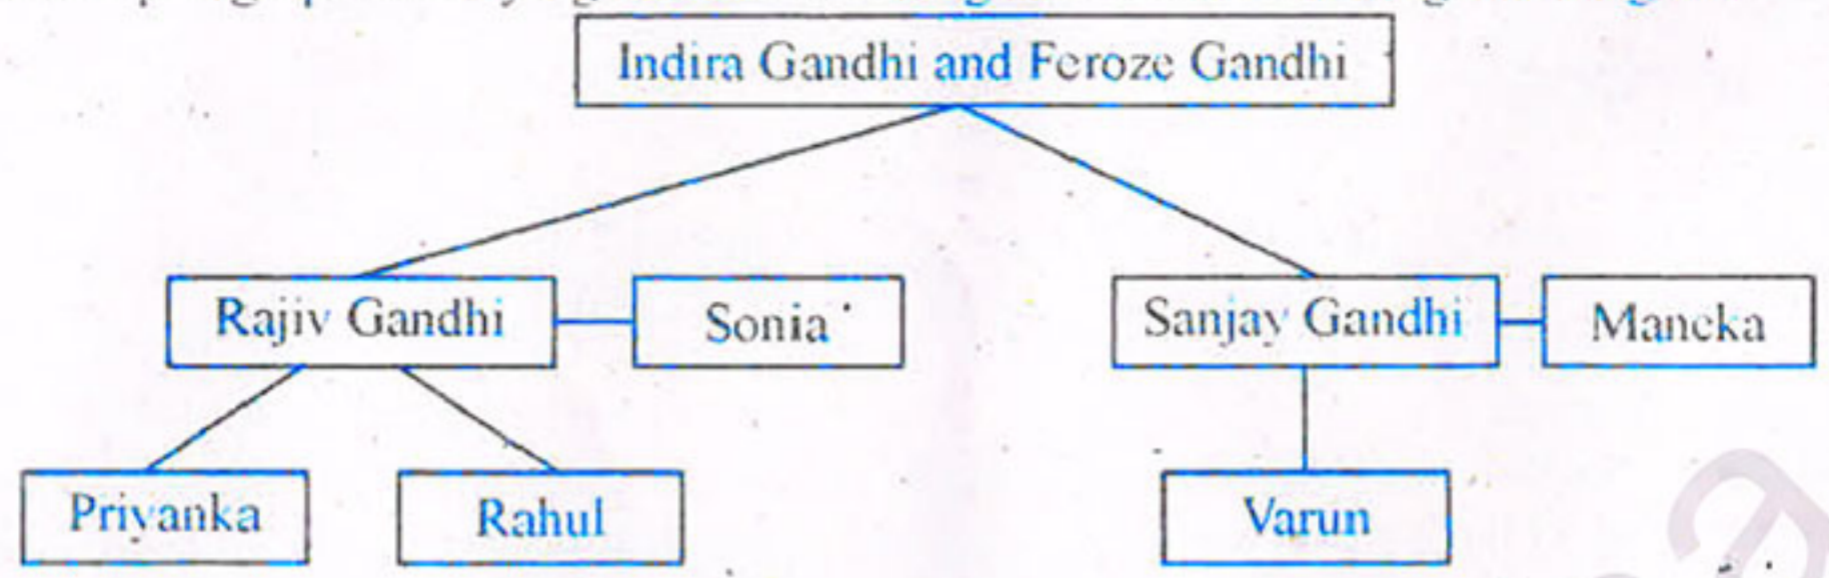 Indira Gandhi and Feroze Gandhi
Rajiv Gandhi
Sonia
Sanjay Gandhi
Maneka
Priyanka
Rahul
Varun